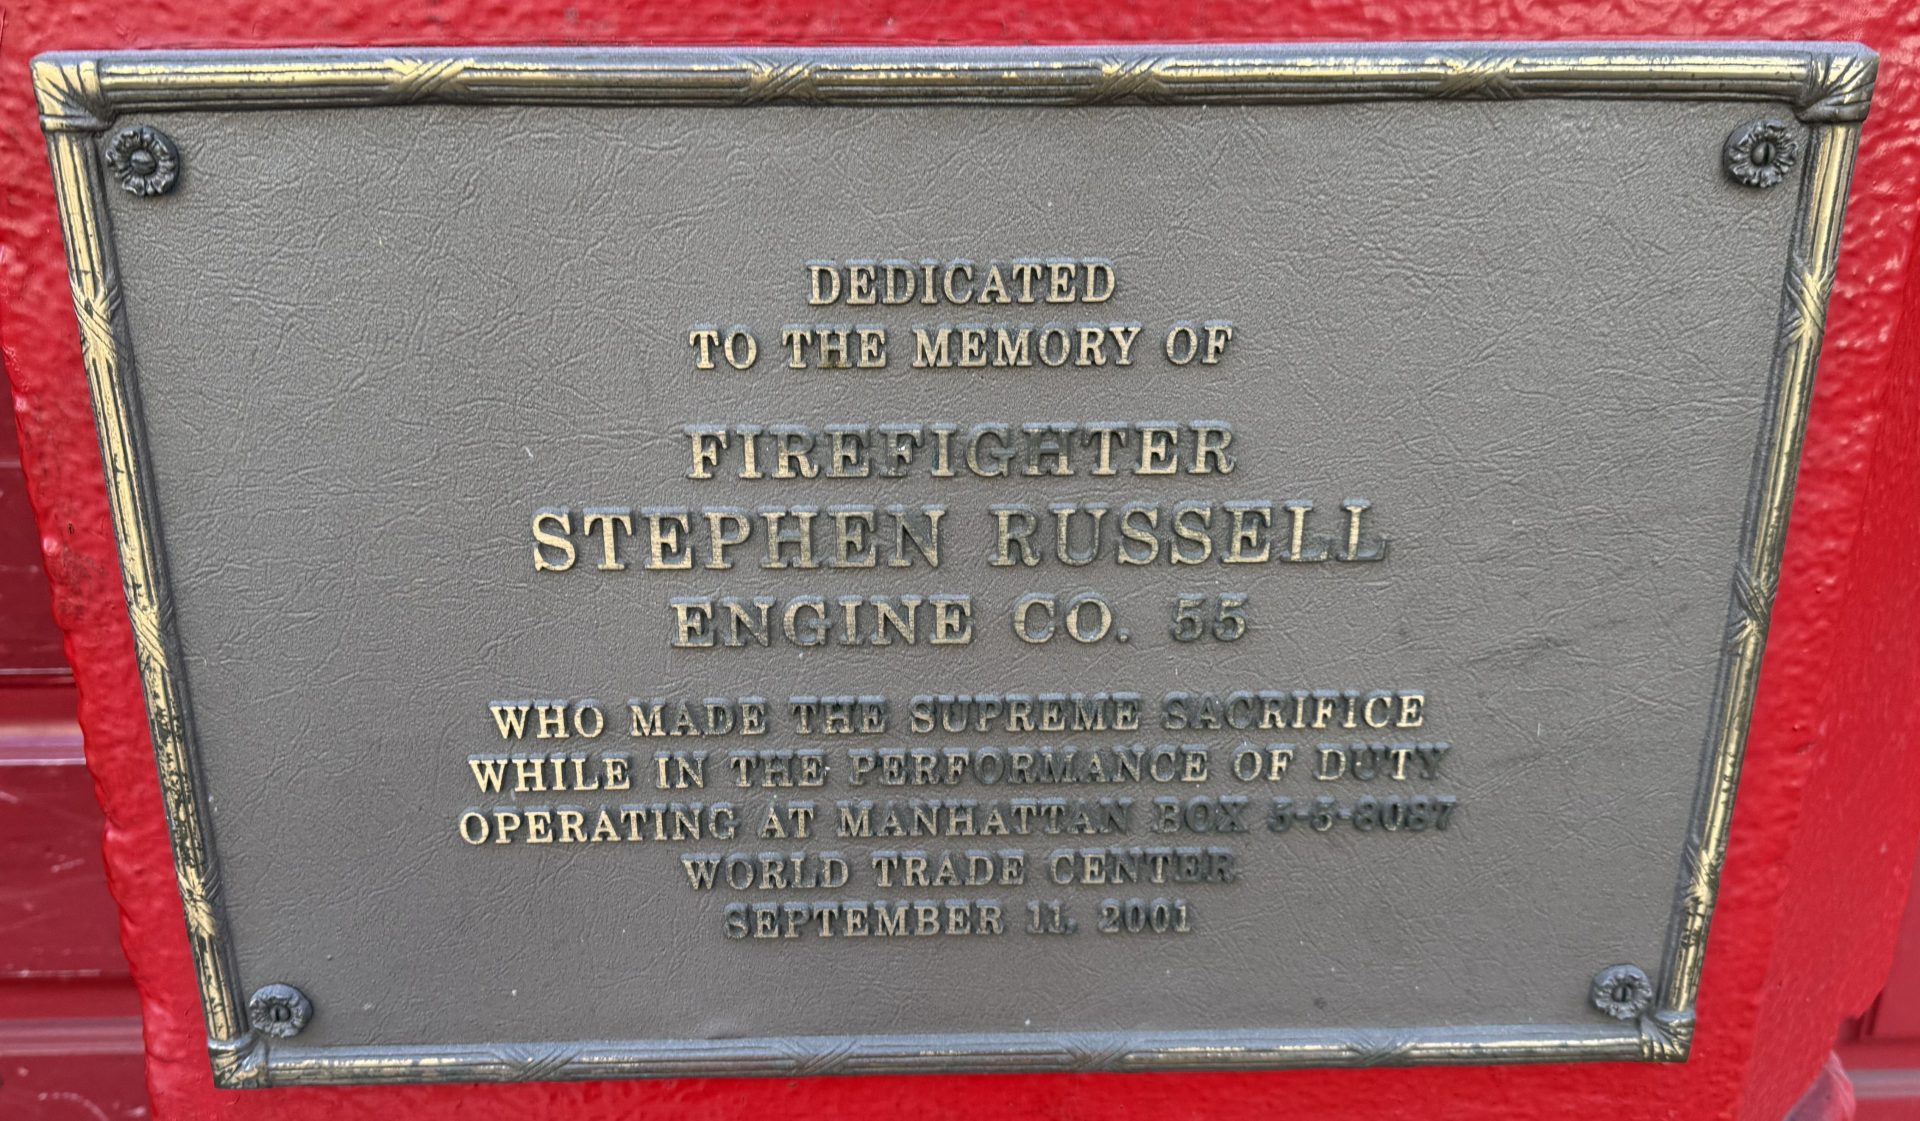 DEDICATED
TO THE MEMORY OF
FIREFIGHTER
STEPHEN RUSSELL
ENGINE CO. 55
WHO MADE THE SUPREME SACRIFICE
WHILE IN THE PERFORMANCE OF DUTY
OPERATING AT MANHATTAN BOX 5-5-8087
WORLD TRADE CENTER
SEPTEMBER 11, 2001